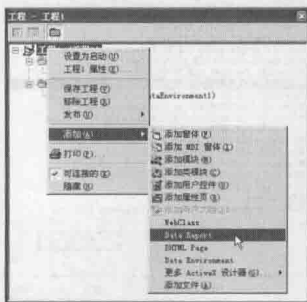 工程 - 工程1
设置为启动(U)
工程1 属性(E)...
保存工程(V)
移除工程(R)
taEnvironment1)
发布(U)
添加(A)
打印(P)...
可连接的(K)
隐藏(H)
添加窗体(F)
添加 MDI 窗体(I)
添加模块(M)
添加类模块(C)
添加用户控件(U)
添加属性页(P)
WebClass
Data Report
DHTML Page
Data Environment
更多 ActiveX 设计器(G)...
添加文件(A)...